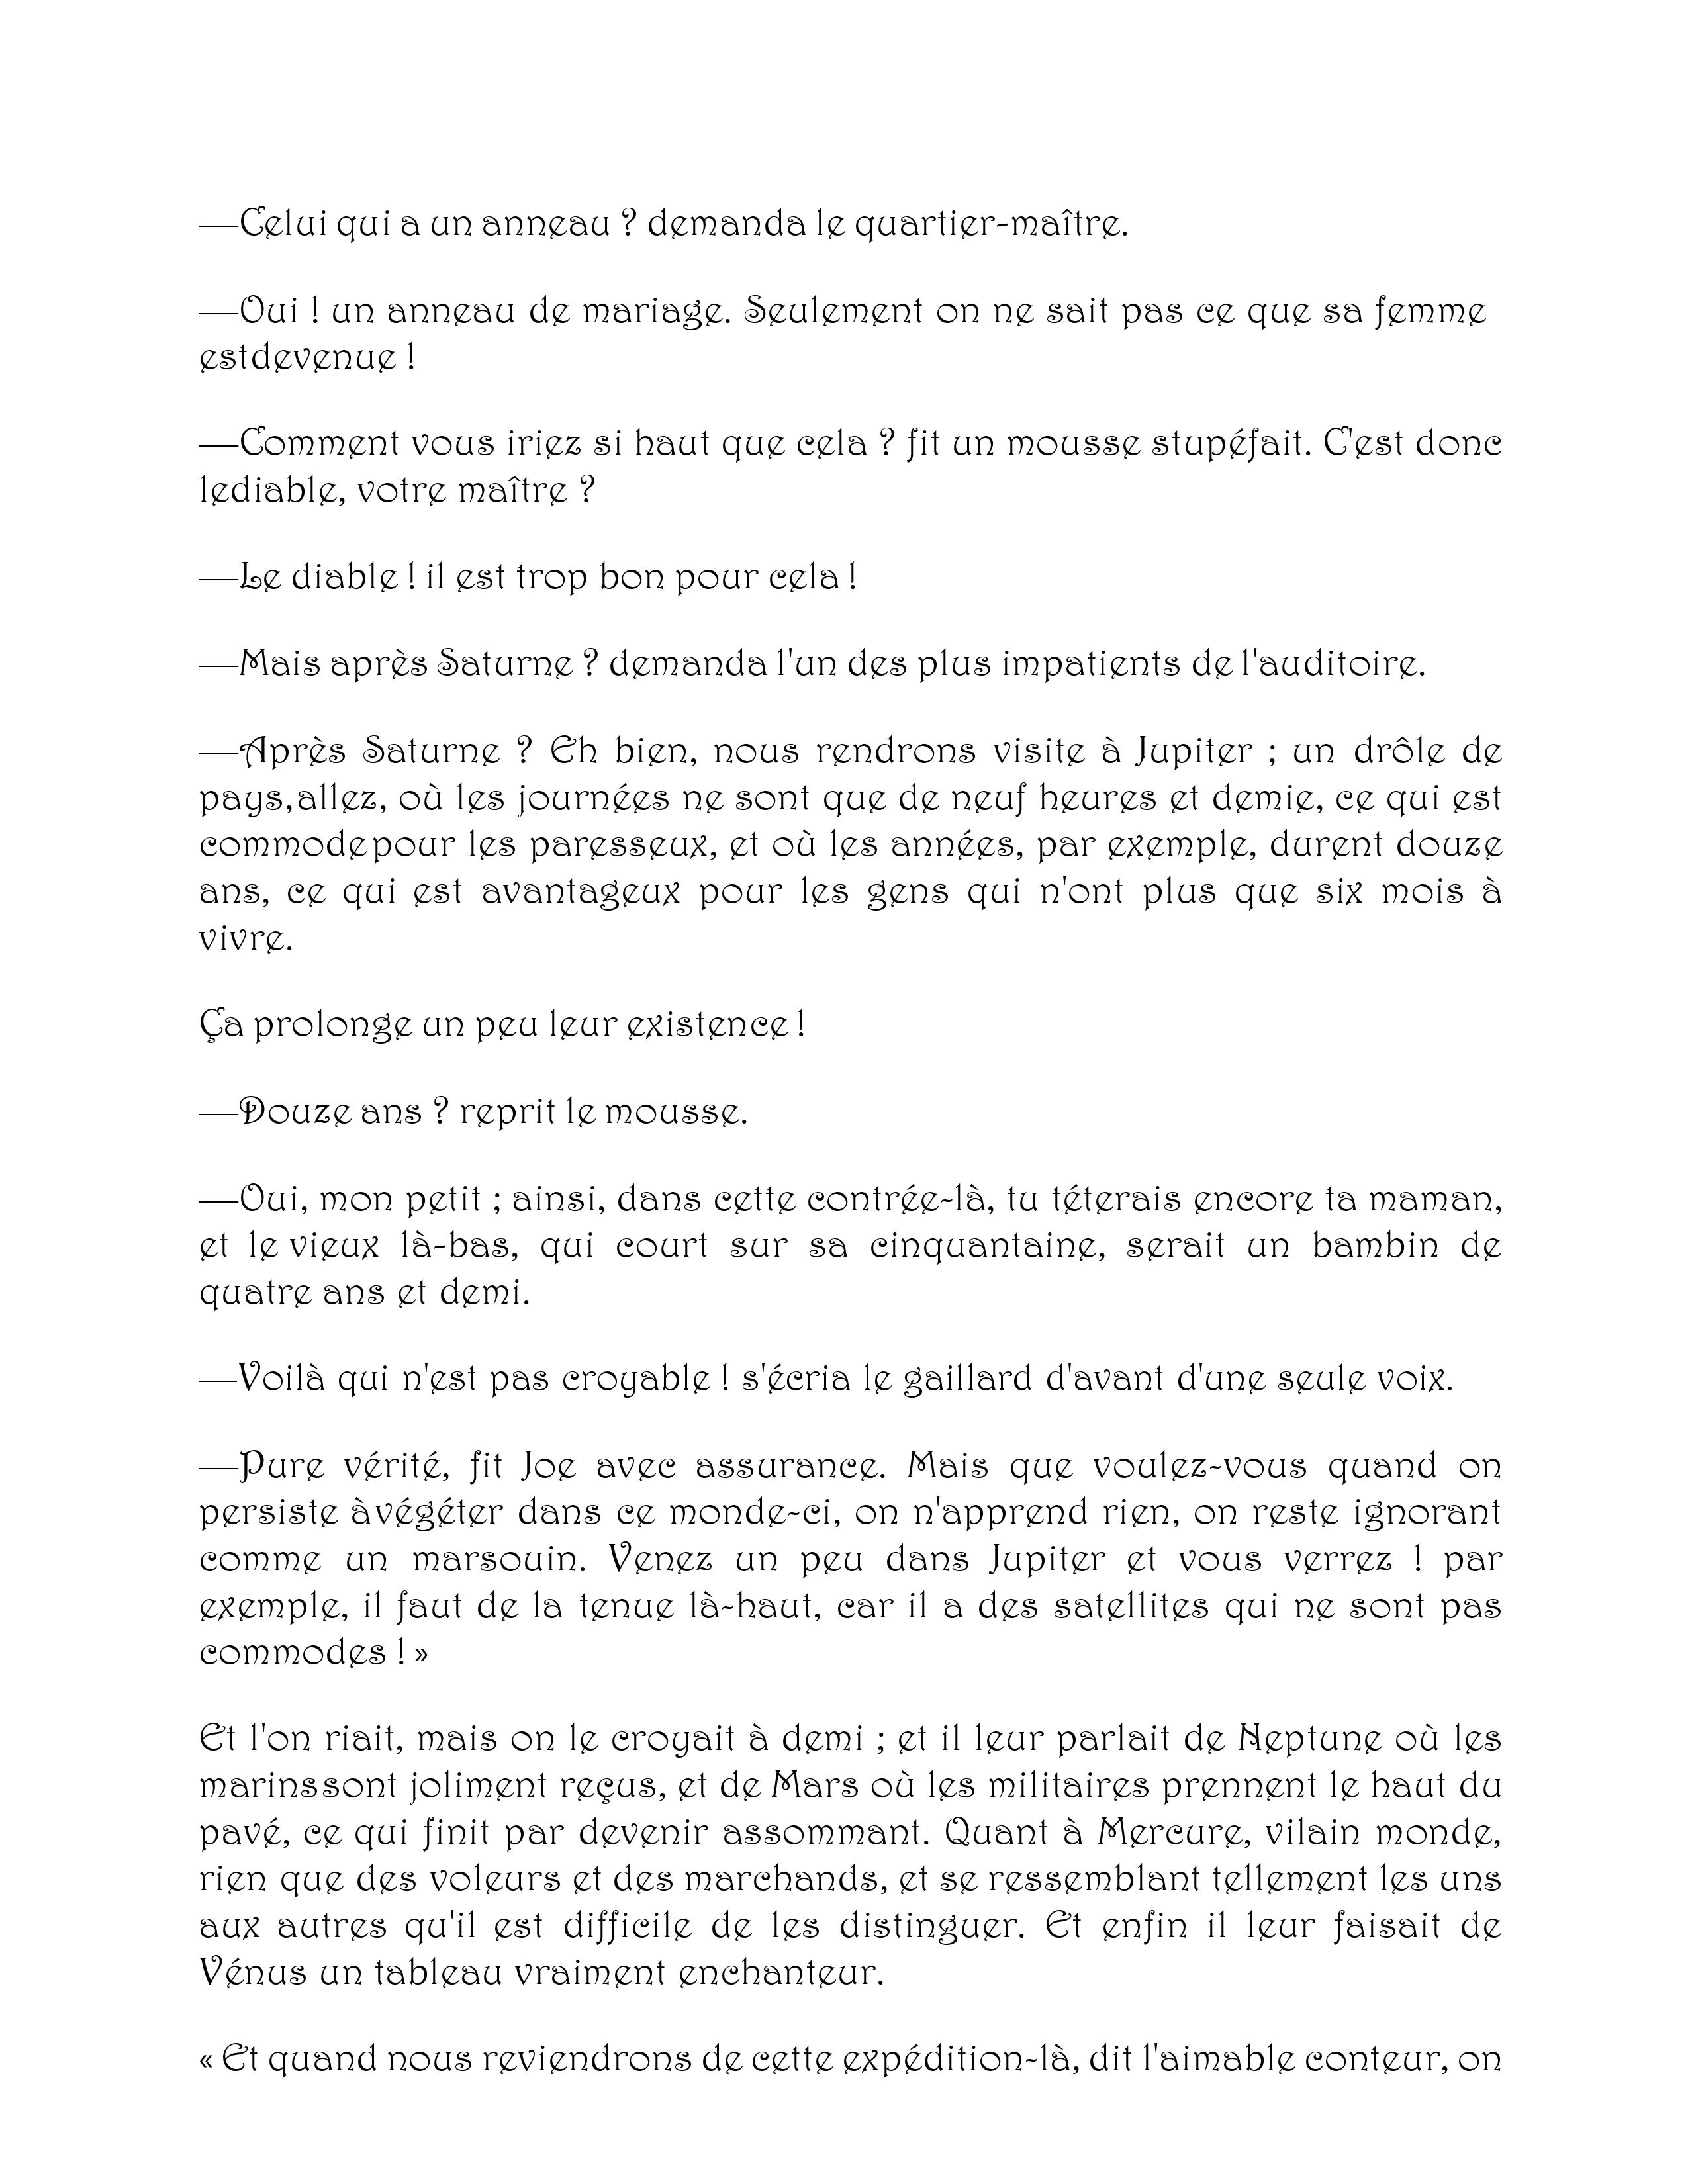 —Celui qui a un anneau ? demanda le quartier-maître.
—Oui ! un anneau de mariage. Seulement on ne sait pas ce que sa femme
estdevenue !
—Comment vous iriez si haut que cela ? fit un mousse stupéfait. C'est donc
lediable, votre maître ?
—Le diable ! il est trop bon pour cela !
—Mais après Saturne ? demanda l'un des plus impatients de l'auditoire.
—Après Saturne ? Eh bien, nous rendrons visite à Jupiter ; un drôle de
pays,allez, où les journées ne sont que de neuf heures et demie, ce qui est
commodepour les paresseux, et où les années, par exemple, durent douze
ans, ce qui est avantageux pour les gens qui n'ont plus que six mois à
vivre.
Ça prolonge un peu leur existence !
—Douze ans ? reprit le mousse.
—Oui, mon petit ; ainsi, dans cette contrée-là, tu téterais encore ta maman,
et le vieux là-bas, qui court sur sa cinquantaine, serait un bambin de
quatre ans et demi.
—Voilà qui n'est pas croyable ! s'écria le gaillard d'avant d'une seule voix.
—Pure vérité, fit Joe avec assurance. Mais que voulez-vous quand on
persiste àvégéter dans ce monde-ci, on n'apprend rien, on reste ignorant
comme un marsouin. Venez un peu dans Jupiter et vous verrez ! par
exemple, il faut de la tenue là-haut, car il a des satellites qui ne sont pas
commodes ! »
Et l'on riait, mais on le croyait à demi ; et il leur parlait de Neptune où les
marinssont joliment reçus, et de Mars où les militaires prennent le haut du
pavé, ce qui finit par devenir assommant. Quant à Mercure, vilain monde,
rien que des voleurs et des marchands, et se ressemblant tellement les uns
aux autres qu'il est difficile de les distinguer. Et enfin il leur faisait de
Vénus un tableau vraiment enchanteur.
« Et quand nous reviendrons de cette expédition-là, dit l'aimable conteur, on